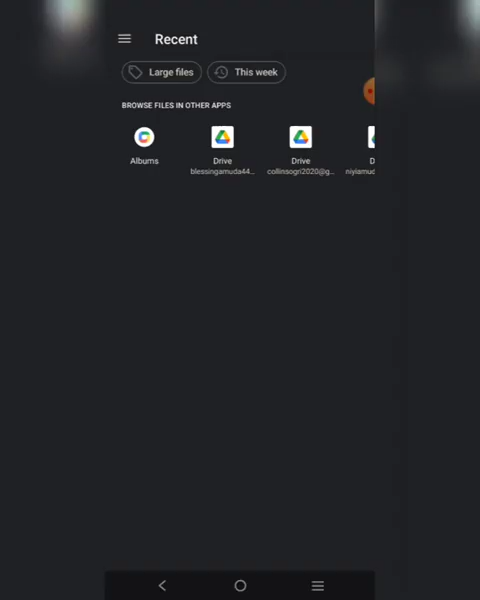 Recent
Large files
This week
BROWSE FILES IN OTHER APPS
Albums
Drive
blessingamuda44...
Drive
collinsogri2020@g...
D
niyiamud